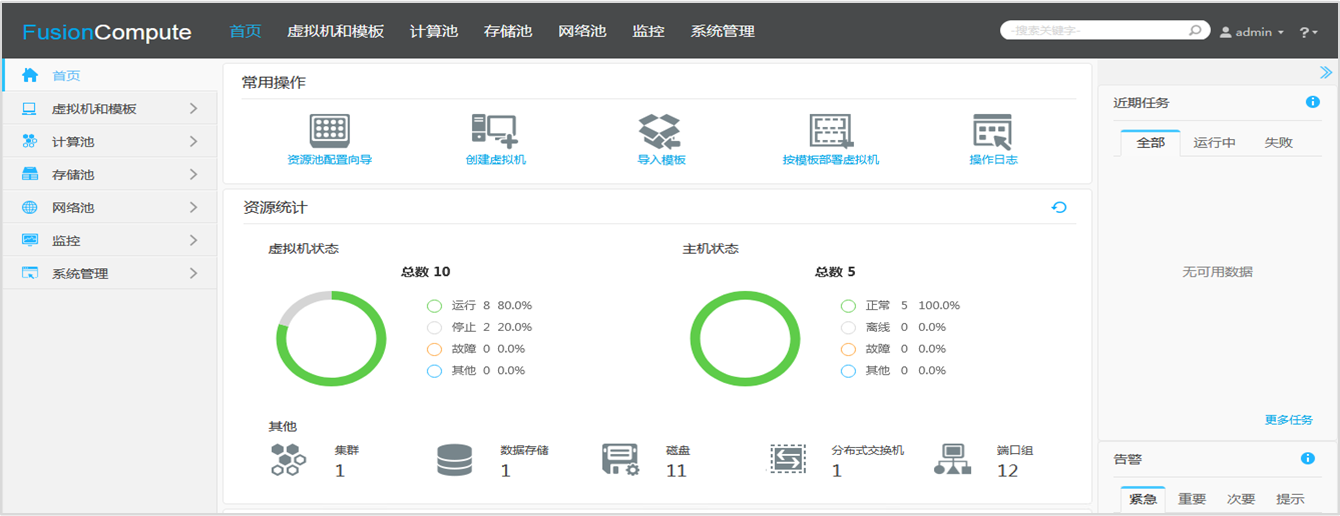 FusionCompute 首页 虚拟机和模板 计算池 存储池 网络池 监控 系统管理 -搜索关键字- admin ?
首页
虚拟机和模板
计算池
存储池
网络池
监控
系统管理
常用操作
资源池配置向导 创建虚拟机 导入模板 按模板部署虚拟机 操作日志
资源统计
虚拟机状态
总数 10
运行 8 80.0%
停止 2 20.0%
故障 0 0.0%
其他 0 0.0%
主机状态
总数 5
正常 5 100.0%
离线 0 0.0%
故障 0 0.0%
其他 0 0.0%
其他
集群
1
数据存储
1
磁盘
11
分布式交换机
1
端口组
12
近期任务
全部 运行中 失败
无可用数据
更多任务
告警
紧急 重要 次要 提示